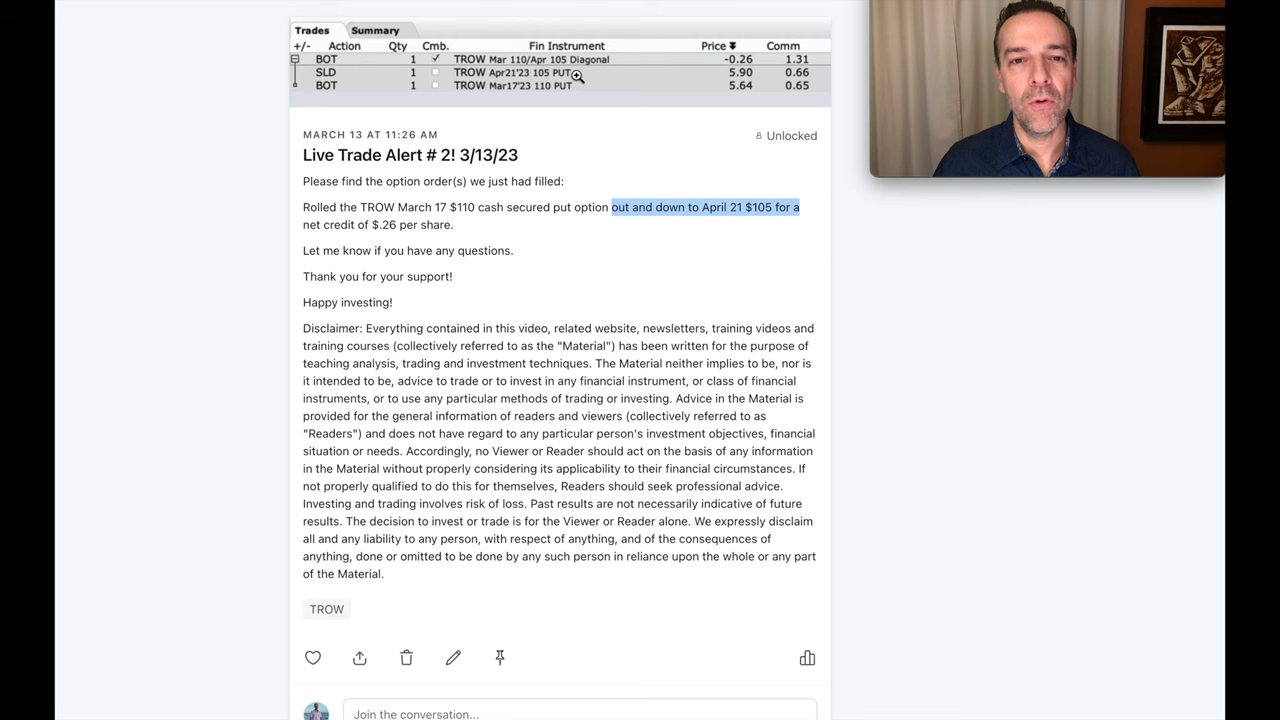 Trades Summary
+/- Action Qty Cmb. Fin Instrument Price Comm
BOT 1 TROW Mar 110/Apr 105 Diagonal -0.26 1.31
SLD 1 TROW Apr21'23 105 PUT 5.90 0.66
BOT 1 TROW Mar17'23 110 PUT 5.64 0.65
MARCH 13 AT 11:26 AM
Unlocked
Live Trade Alert # 2! 3/13/23
Please find the option order(s) we just had filled:
Rolled the TROW March 17 $110 cash secured put option out and down to April 21 $105 for a
net credit of $.26 per share.
Let me know if you have any questions.
Thank you for your support!
Happy investing!
Disclaimer: Everything contained in this video, related website, newsletters, training videos and
training courses (collectively referred to as the "Material") has been written for the purpose of
teaching analysis, trading and investment techniques. The Material neither implies to be, nor is
it intended to be, advice to trade or to invest in any financial instrument, or class of financial
instruments, or to use any particular methods of trading or investing. Advice in the Material is
provided for the general information of readers and viewers (collectively referred to as
"Readers") and does not have regard to any particular person's investment objectives, financial
situation or needs. Accordingly, no Viewer or Reader should act on the basis of any information
in the Material without properly considering its applicability to their financial circumstances. If
not properly qualified to do this for themselves, Readers should seek professional advice.
Investing and trading involves risk of loss. Past results are not necessarily indicative of future
results. The decision to invest or trade is for the Viewer or Reader alone. We expressly disclaim
all and any liability to any person, with respect of anything, and of the consequences of
anything, done or omitted to be done by any such person in reliance upon the whole or any part
of the Material.
TROW
Join the conversation...